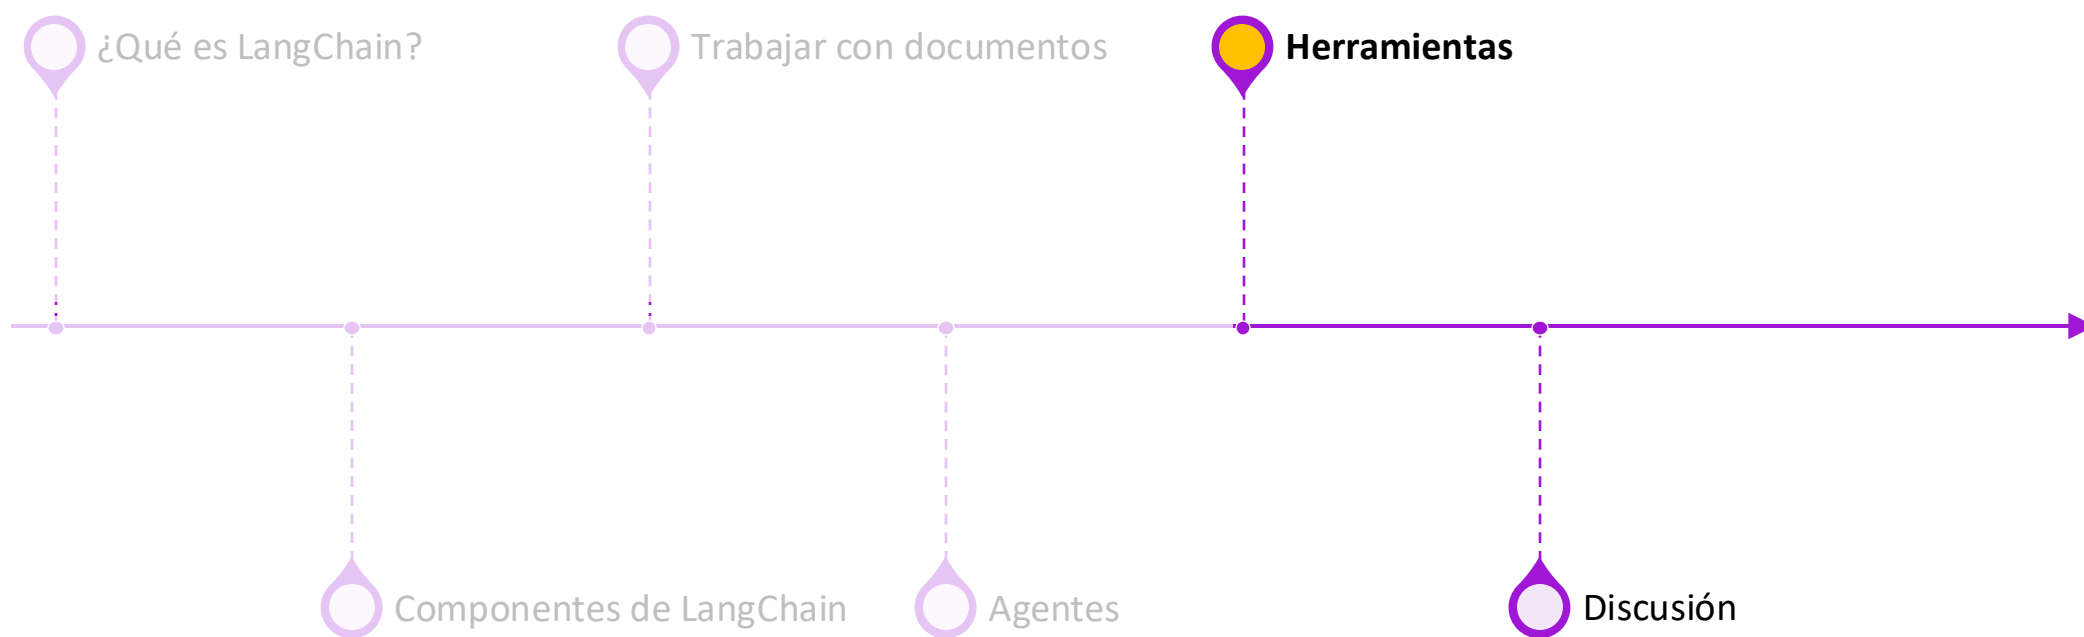 ¿Qué es LangChain?
Trabajar con documentos
Herramientas
Componentes de LangChain
Agentes
Discusión